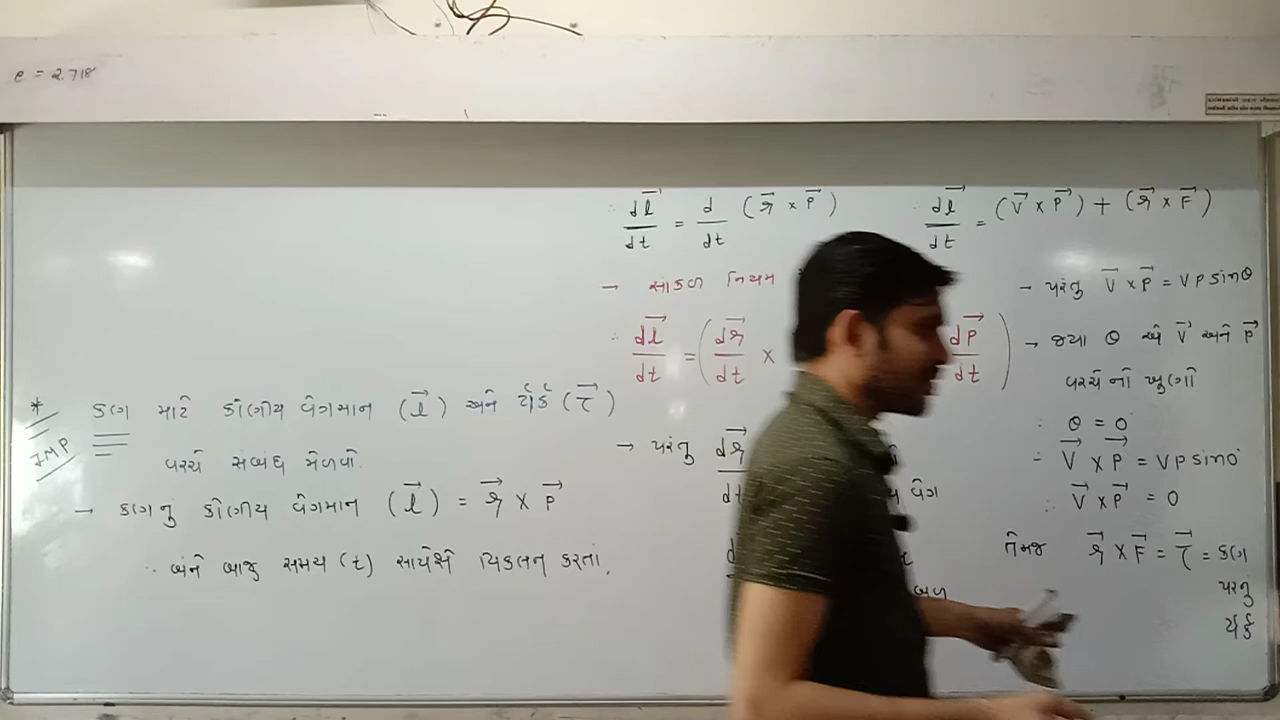 e = 2.718
* કણ માટે કોણીય વેગમાન (l⃗) અને ટૉર્ક (τ⃗)
IMP
વચ્ચે સંબંધ મેળવો.
→ કણનું કોણીય વેગમાન (l⃗) = r⃗ × P⃗
∴ બંને બાજુ સમય (t) સાપેક્ષે વિકલન કરતાં,
∴ dl⃗/dt = d/dt (r⃗ × P⃗)
→ સાંકળ નિયમ
∴ dl⃗/dt = (dr⃗/dt × dP⃗/dt)
→ પરંતુ dr⃗/dt
વેગ
બળ
∴ dl⃗/dt = (V⃗ × P⃗) + (r⃗ × F⃗)
→ પરંતુ V⃗ × P⃗ = VP sinθ
→ જ્યાં θ એ V⃗ અને P⃗
વચ્ચેનો ખુણો
∴ θ = 0
∴ V⃗ × P⃗ = VP sin0
∴ V⃗ × P⃗ = 0
તેમજ r⃗ × F⃗ = τ⃗ = કણ
પરનું
ટૉર્ક